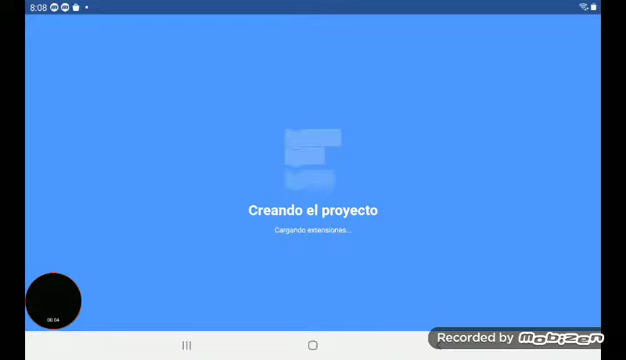 8:08
Creando el proyecto
Cargando extensiones...
00:04
Recorded by Mobizen